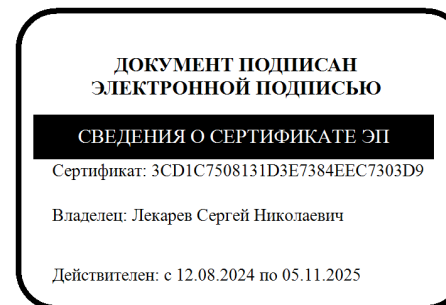 ДОКУМЕНТ ПОДПИСАН
ЭЛЕКТРОННОЙ ПОДПИСЬЮ
СВЕДЕНИЯ О СЕРТИФИКАТЕ ЭП
Сертификат: 3CD1C7508131D3E7384EEC7303D9
Владелец: Лекарев Сергей Николаевич
Действителен: с 12.08.2024 по 05.11.2025